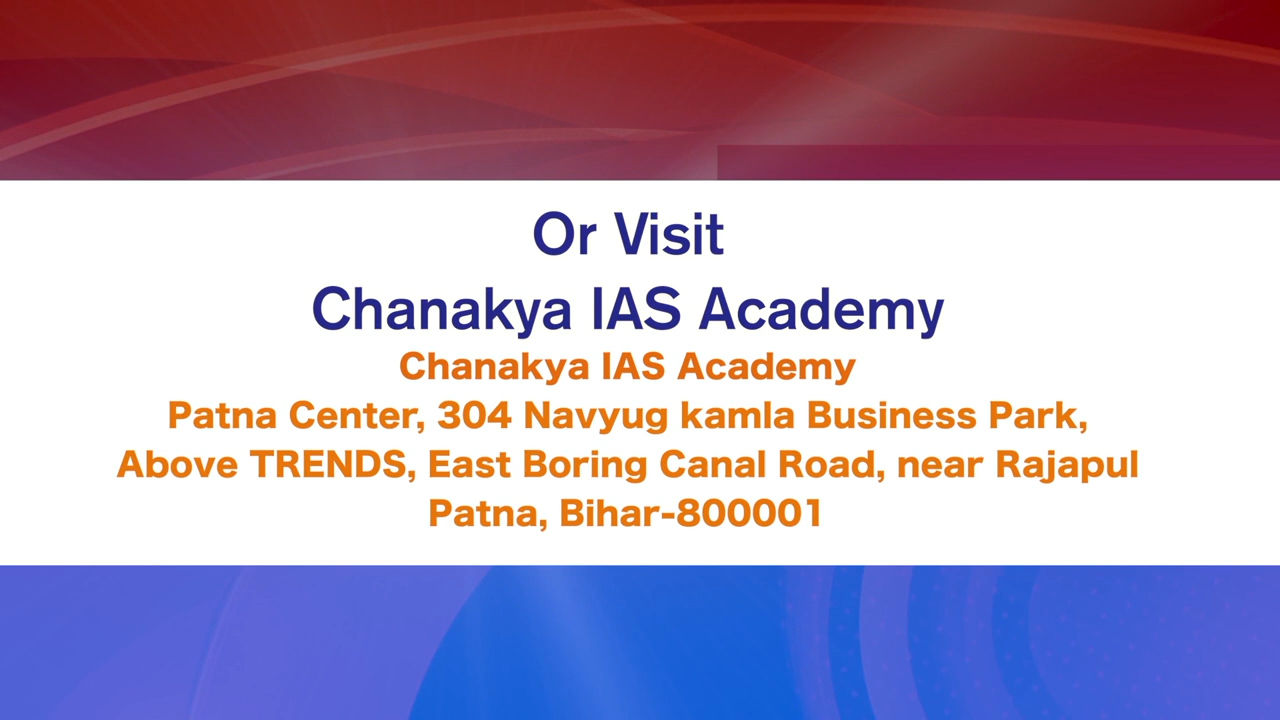 Or Visit
Chanakya IAS Academy
Chanakya IAS Academy
Patna Center, 304 Navyug kamla Business Park,
Above TRENDS, East Boring Canal Road, near Rajapul
Patna, Bihar-800001